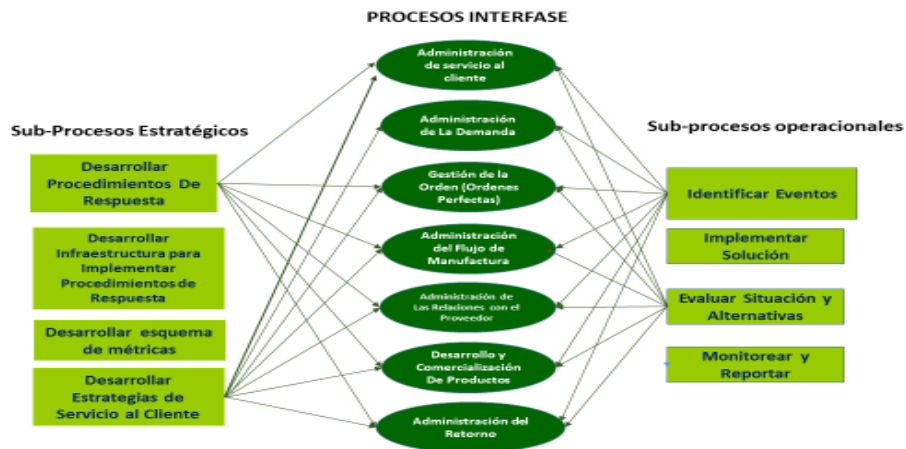 PROCESOS INTERFASE
Sub-Procesos Estratégicos
Desarrollar
Procedimientos De
Respuesta
Desarrollar
Infraestructura para
Implementar
Procedimientos de
Respuesta
Desarrollar esquema
de métricas
Desarrollar
Estrategias de
Servicio al Cliente
Administración
de servicio al
cliente
Administración
de La Demanda
Gestión de la
Orden (Ordenes
Perfectas)
Administración
del Flujo de
Manufactura
Administración de
Las Relaciones con el
Proveedor
Desarrollo y
Comercialización
De Productos
Administración del
Retorno
Sub-procesos operacionales
Identificar Eventos
Implementar
Solución
Evaluar Situación y
Alternativas
Monitorear y
Reportar